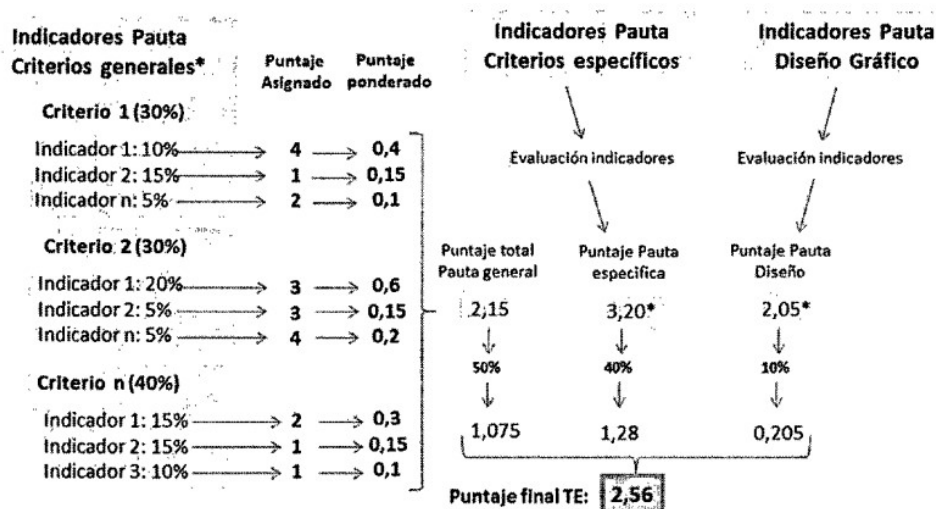 Indicadores Pauta
Criterios generales*
Puntaje Asignado
Puntaje ponderado
Criterio 1 (30%)
Indicador 1: 10% 4 0,4
Indicador 2: 15% 1 0,15
Indicador n: 5% 2 0,1
Criterio 2 (30%)
Indicador 1: 20% 3 0,6
Indicador 2: 5% 3 0,15
Indicador n: 5% 4 0,2
Criterio n (40%)
Indicador 1: 15% 2 0,3
Indicador 2: 15% 1 0,15
Indicador 3: 10% 1 0,1
Indicadores Pauta
Criterios específicos
Evaluación indicadores
Indicadores Pauta
Diseño Gráfico
Evaluación indicadores
Puntaje total
Pauta general
2,15
50%
1,075
Puntaje Pauta
especifica
3,20*
40%
1,28
Puntaje Pauta
Diseño
2,05*
10%
0,205
Puntaje final TE: 2,56